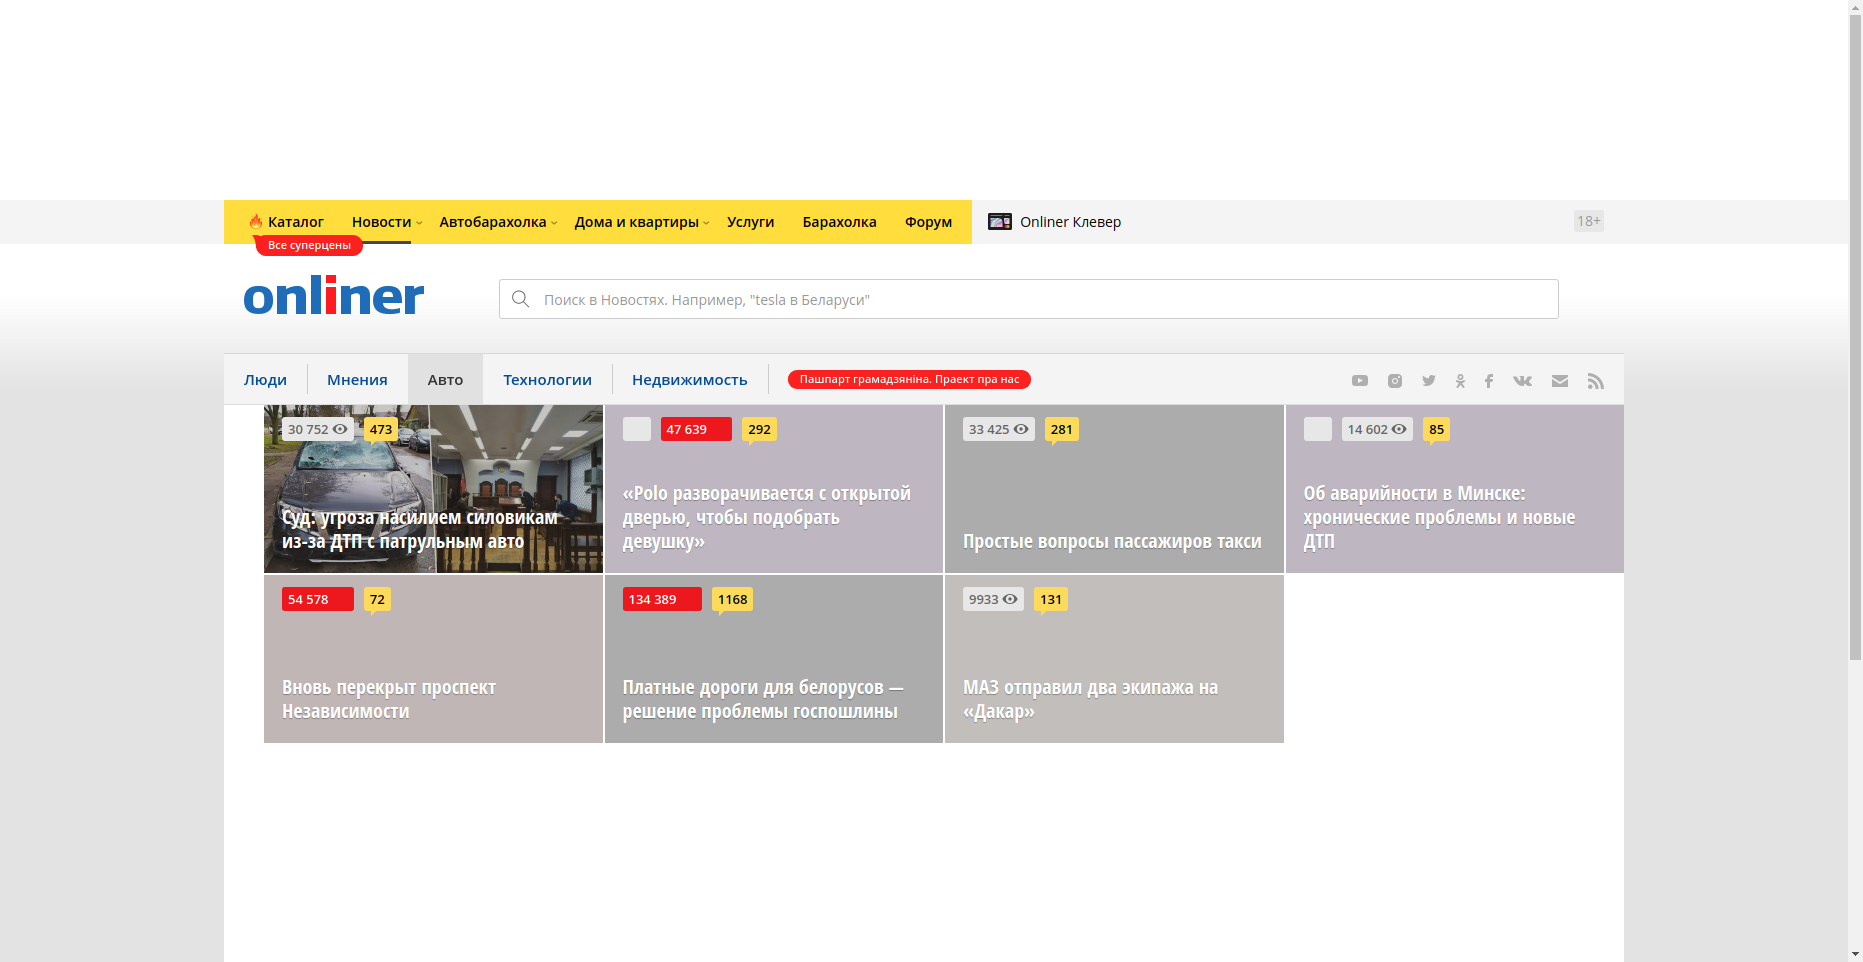 Каталог Новости Автобарахолка Дома и квартиры Услуги Барахолка Форум Onliner Клевер 18+
Все суперцены
onliner
Поиск в Новостях. Например, "tesla в Беларуси"
Люди Мнения Авто Технологии Недвижимость Пашпарт грамадзяніна. Праект пра нас
30 752 473
Суд: угроза насилием силовикам
из-за ДТП с патрульным авто
47 639 292
«Polo разворачивается с открытой
дверью, чтобы подобрать
девушку»
33 425 281
Простые вопросы пассажиров такси
14 602 85
Об аварийности в Минске:
хронические проблемы и новые
ДТП
54 578 72
Вновь перекрыт проспект
Независимости
134 389 1168
Платные дороги для белорусов —
решение проблемы госпошлины
9933 131
МАЗ отправил два экипажа на
«Дакар»